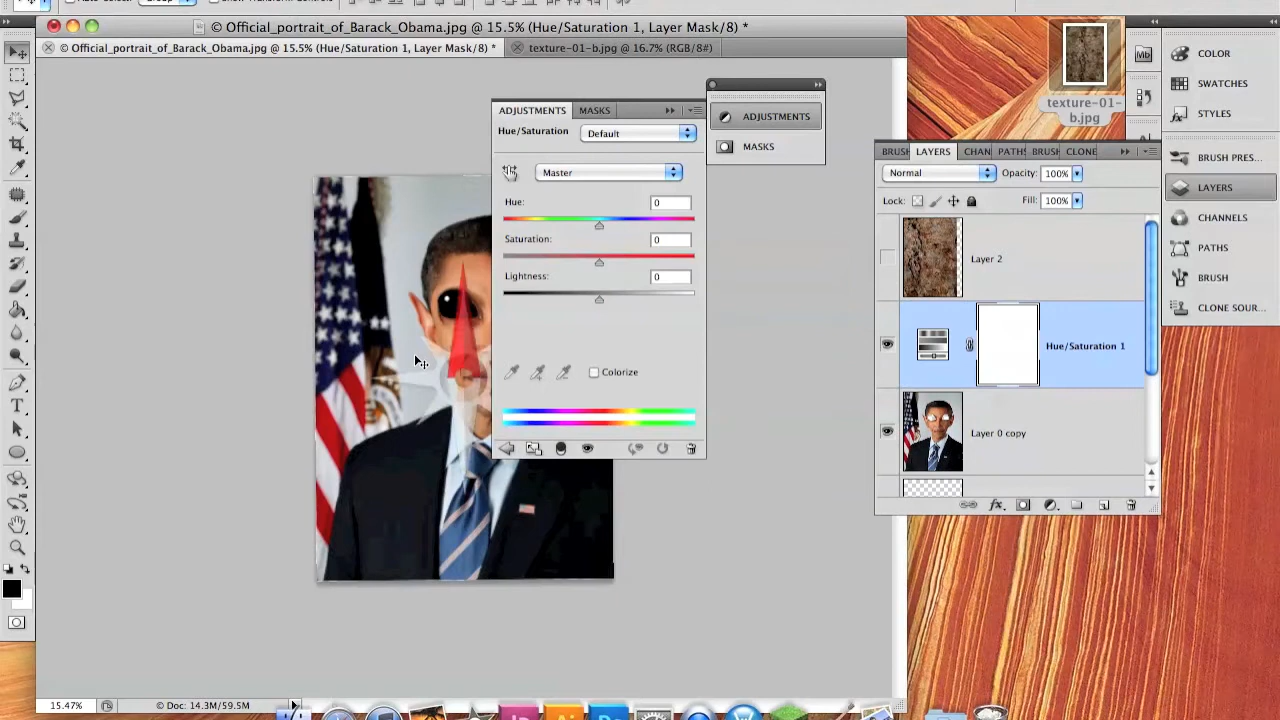 © Official_portrait_of_Barack_Obama.jpg @ 15.5% (Hue/Saturation 1, Layer Mask/8) *
© Official_portrait_of_Barack_Obama.jpg @ 15.5% (Hue/Saturation 1, Layer Mask/8) *
texture-01-b.jpg @ 16.7% (RGB/8#)
ADJUSTMENTS
MASKS
Hue/Saturation
Default
Master
Hue:
0
Saturation:
0
Lightness:
0
Colorize
ADJUSTMENTS
MASKS
texture-01-
b.jpg
Mb
COLOR
SWATCHES
STYLES
BRUSH PRES...
LAYERS
CHANNELS
PATHS
BRUSH
CLONE SOUR...
BRUSH
LAYERS
CHAN
PATHS
BRUSH
CLONE
Normal
Opacity:
100%
Lock:
Fill:
100%
Layer 2
Hue/Saturation 1
Layer 0 copy
fx.
15.47%
© Doc: 14.3M/59.5M